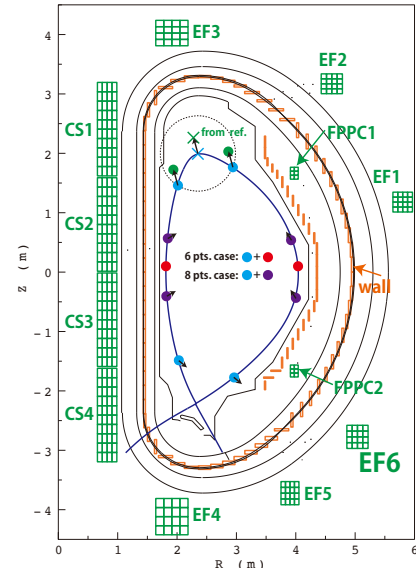 4
3
2
1
0
-1
-2
-3
-4
Z (m)
0
1
2
3
4
5
6
R (m)
EF3
EF2
CS1
from ref.
FPPC1
EF1
CS2
6 pts. case: +
8 pts. case: +
wall
CS3
FPPC2
CS4
EF6
EF5
EF4